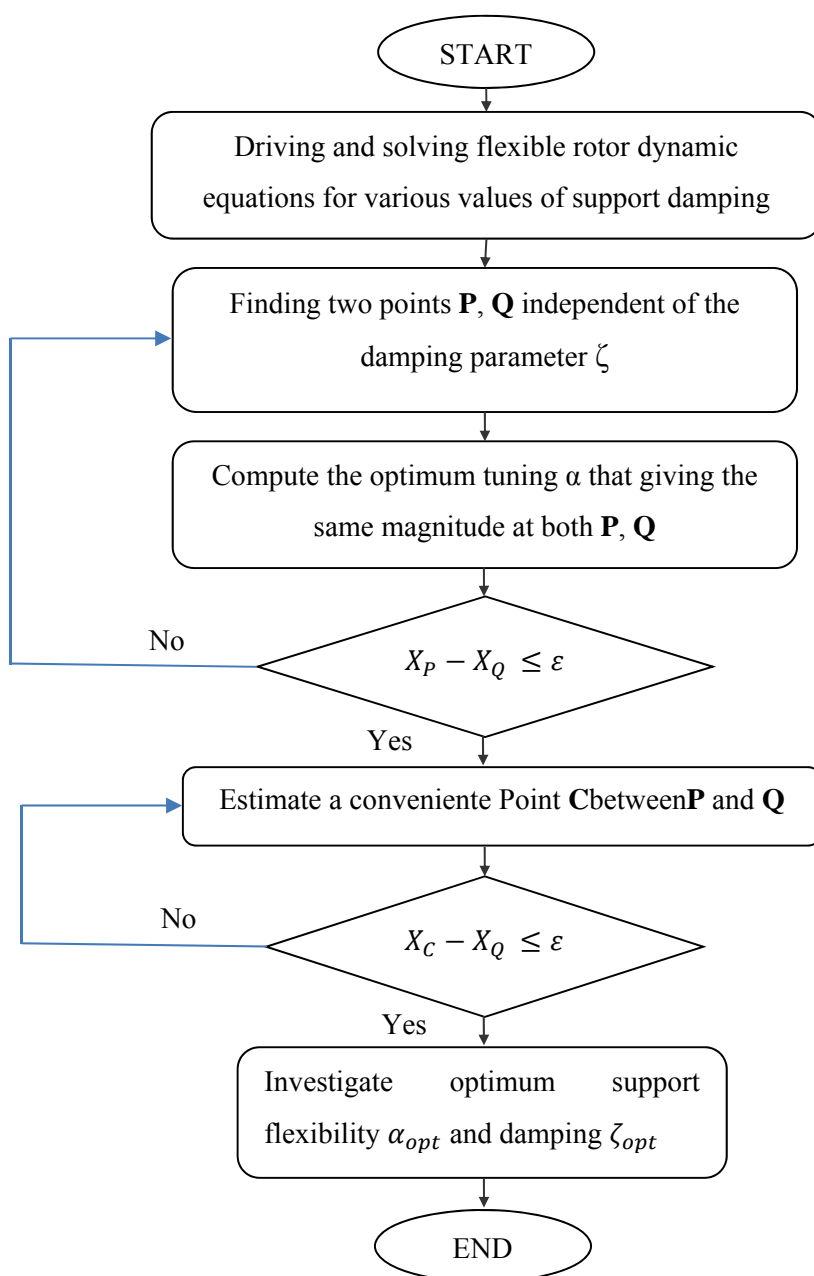 START
Driving and solving flexible rotor dynamic
equations for various values of support damping
Finding two points P, Q independent of the
damping parameter ζ
Compute the optimum tuning α that giving the
same magnitude at both P, Q
No
X_P − X_Q ≤ ε
Yes
Estimate a conveniente Point CbetweenP and Q
No
X_C − X_Q ≤ ε
Yes
Investigate optimum support
flexibility α_opt and damping ζ_opt
END